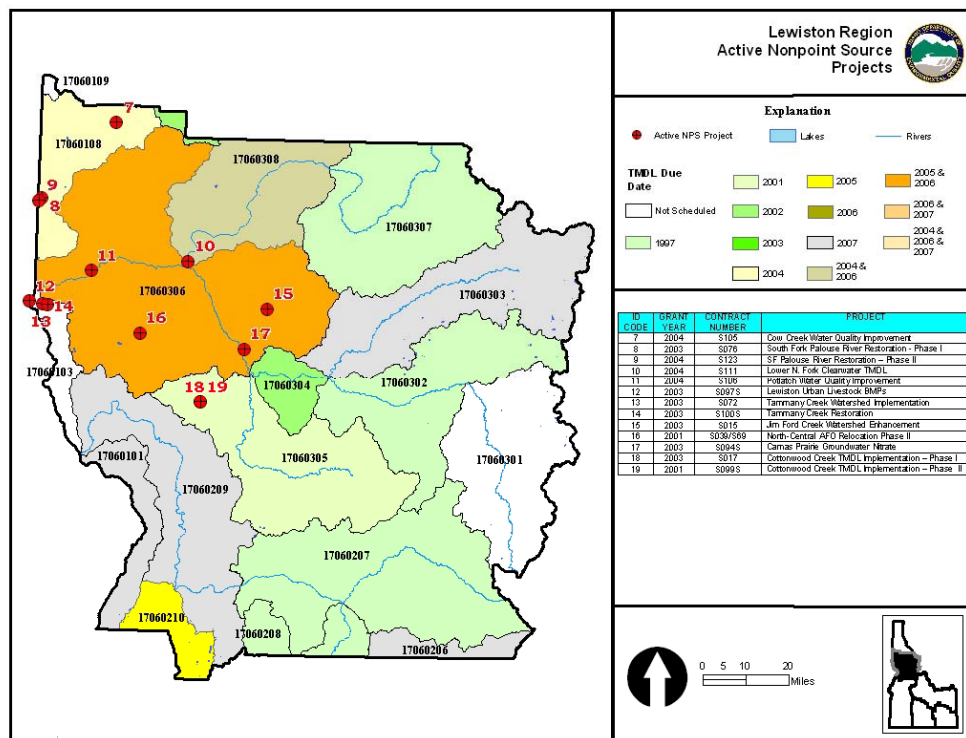 Lewiston Region
Active Nonpoint Source
Projects
Explanation
Active NPS Project
Lakes
Rivers
TMDL Due
Date
Not Scheduled
1997
2001
2002
2003
2004
2005
2006
2007
2004 &
2006
2005 &
2006
2006 &
2007
2004 &
2006 &
2007
ID
CODE
GRANT
YEAR
CONTRACT
NUMBER
PROJECT
7 2004 S105 Cow Creek Water Quality Improvement
8 2003 S076 South Fork Palouse River Restoration - Phase I
9 2004 S123 SF Palouse River Restoration – Phase II
10 2004 S111 Lower N. Fork Clearwater TMDL
11 2004 S106 Potlatch Water Quality Improvement
12 2003 S097S Lewiston Urban Livestock BMPs
13 2003 S072 Tammany Creek Watershed Implementation
14 2003 S100S Tammany Creek Restoration
15 2003 S015 Jim Ford Creek Watershed Enhancement
16 2001 S039/S69 North-Central AFO Relocation Phase II
17 2003 S094S Camas Prairie Groundwater Nitrate
18 2003 S017 Cottonwood Creek TMDL Implementation – Phase I
19 2001 S099S Cottonwood Creek TMDL Implementation – Phase II
0 5 10 20
Miles
17060109
7
17060108
9
8
17060308
17060307
10
11
12
13
14
17060306
15
16
17
17060303
17060103
18 19
17060304
17060302
17060305
17060301
17060101
17060209
17060207
17060210
17060208
17060206